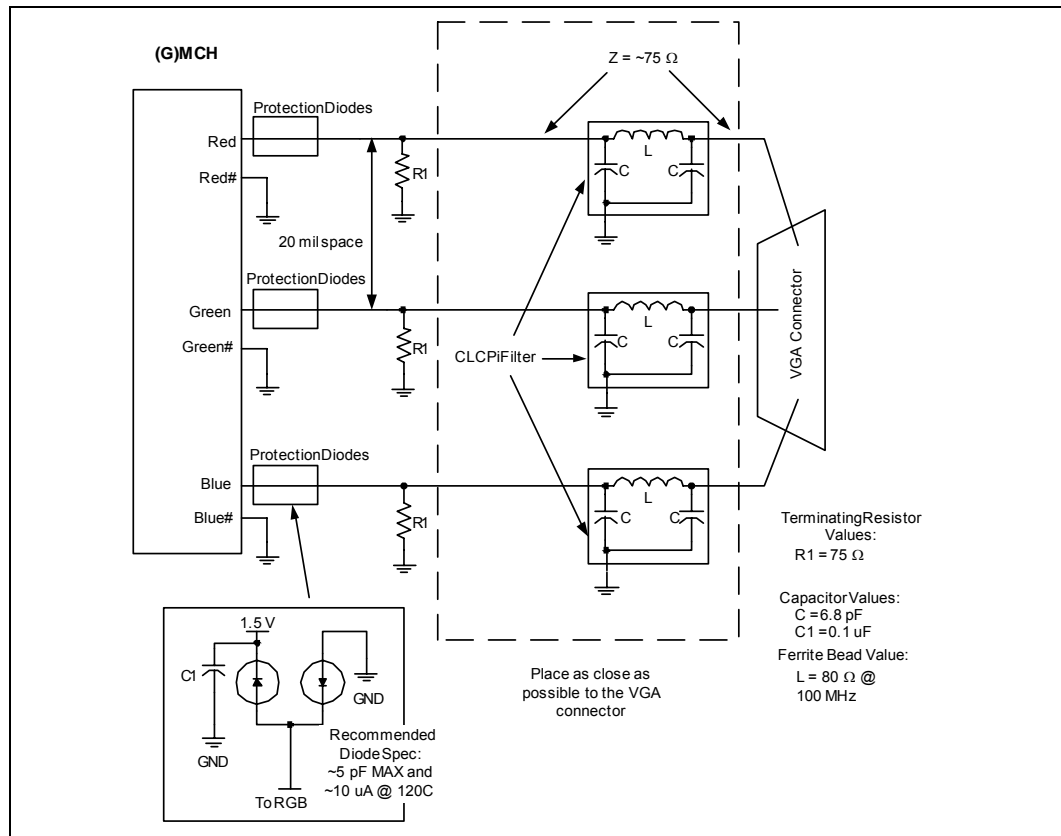 (G)MCH
Z = ~75 Ω
ProtectionDiodes
Red
R1
C
L
C
Red#
20 mil space
ProtectionDiodes
Green
R1
C
L
C
Green#
CLCPiFilter
VGA Connector
ProtectionDiodes
Blue
R1
C
L
C
Blue#
TerminatingResistor
Values:
R1 = 75 Ω
CapacitorValues:
C = 6.8 pF
C1 = 0.1 uF
Ferrite Bead Value:
L = 80 Ω @
100 MHz
Place as close as
possible to the VGA
connector
1.5 V
C1
GND
GND
Recommended
DiodeSpec:
~5 pF MAX and
~10 uA @ 120C
ToRGB